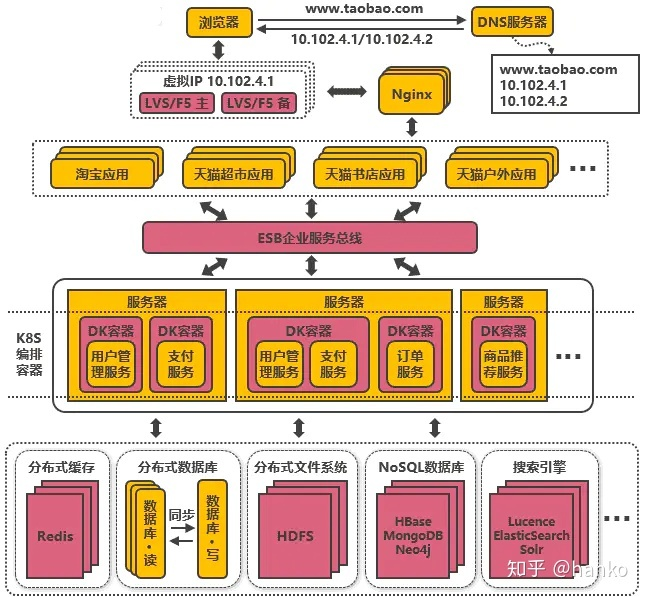 www.taobao.com
浏览器
DNS服务器
10.102.4.1/10.102.4.2
虚拟IP 10.102.4.1
LVS/F5 主
LVS/F5 备
Nginx
www.taobao.com
10.102.4.1
10.102.4.2
淘宝应用
天猫超市应用
天猫书店应用
天猫户外应用
...
ESB企业服务总线
K8S
编排
容器
服务器
DK容器
用户管
理服务
DK容器
支付
服务
服务器
DK容器
用户管
理服务
支付
服务
DK容器
订单
服务
服务器
DK容器
商品推
荐服务
...
分布式缓存
Redis
分布式数据库
数据库·读
同步
数据库·写
分布式文件系统
HDFS
NoSQL数据库
HBase
MongoDB
Neo4j
搜索引擎
Lucence
ElasticSearch
Solr
...
知乎 @hanko